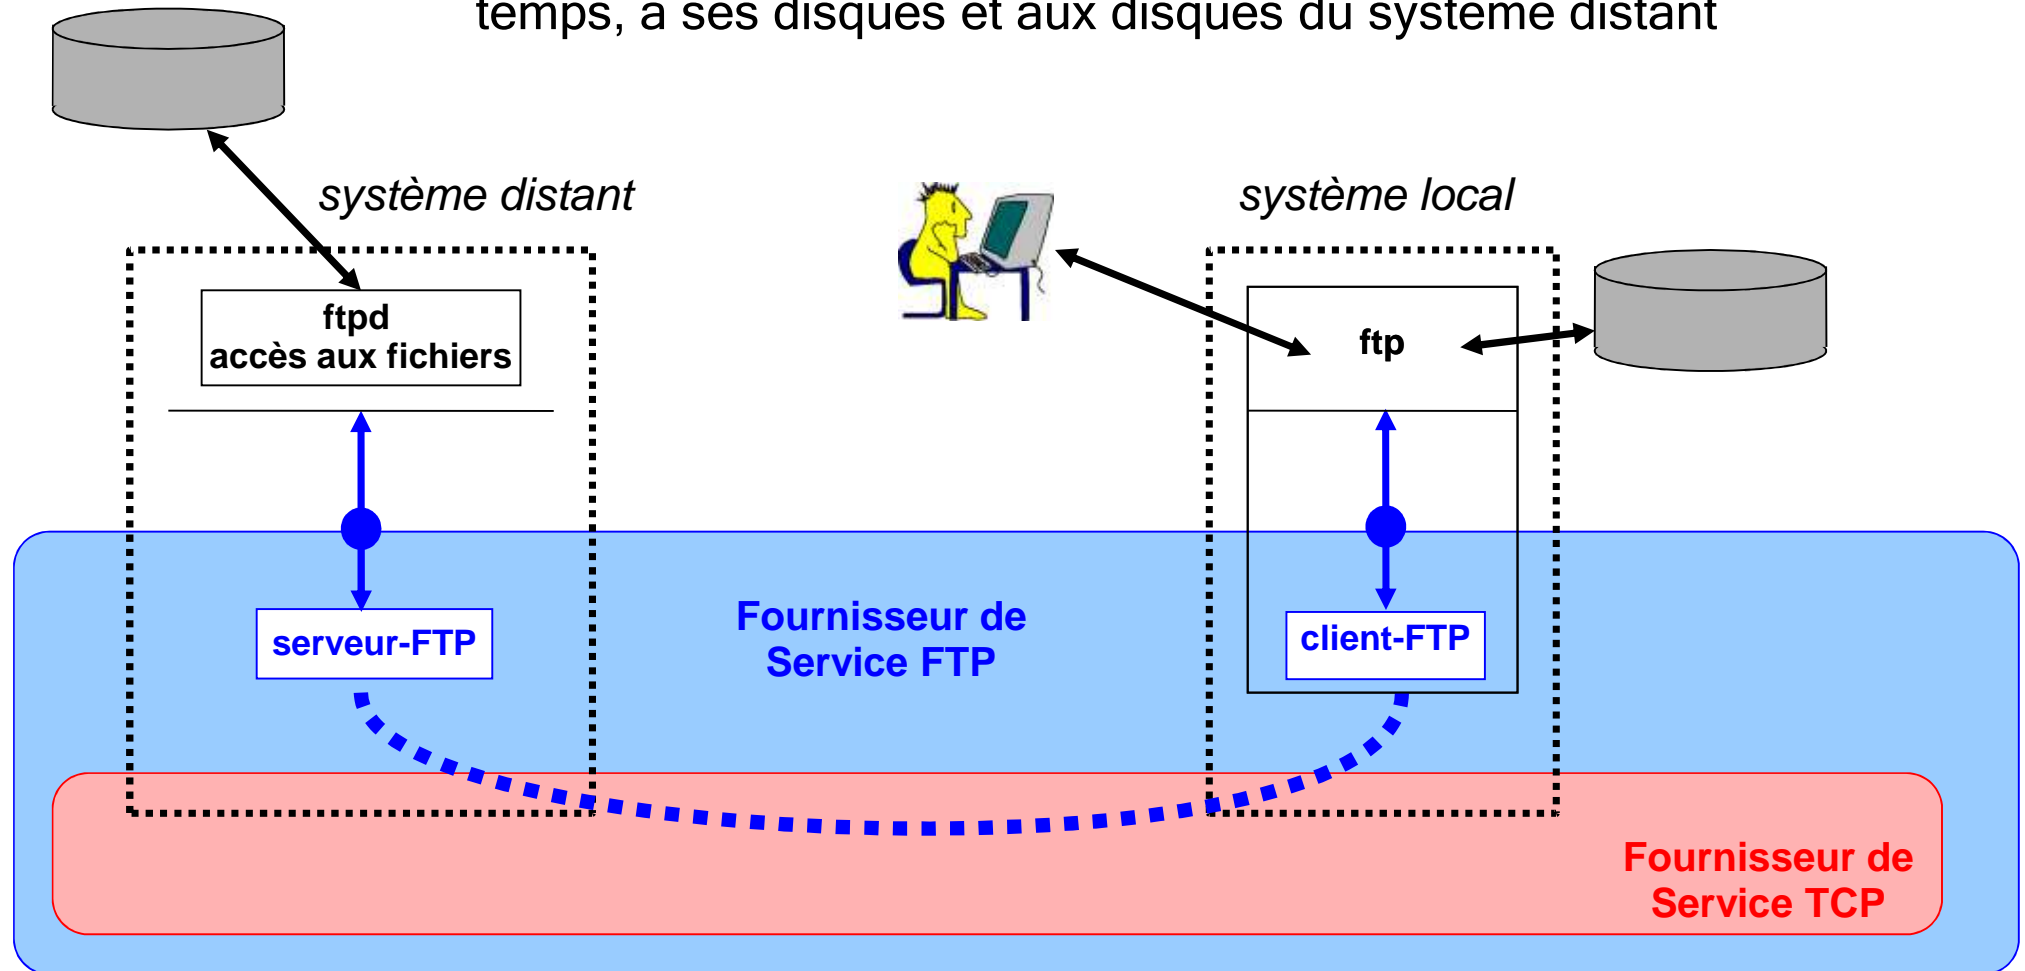 temps, à ses disques et aux disques du système distant
système distant
système local
ftpd
accès aux fichiers
ftp
serveur-FTP
Fournisseur de
Service FTP
client-FTP
Fournisseur de
Service TCP